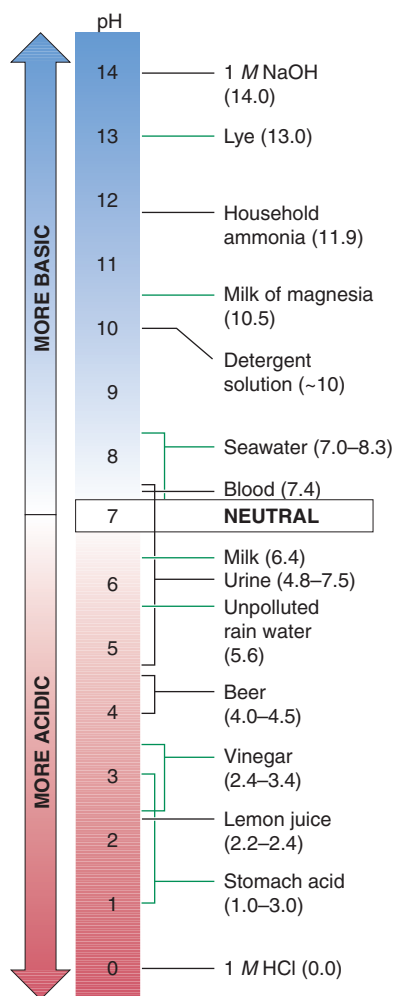 pH
14
13
12
11
10
9
8
7
6
5
4
3
2
1
0
MORE BASIC
MORE ACIDIC
1 M NaOH
(14.0)
Lye (13.0)
Household
ammonia (11.9)
Milk of magnesia
(10.5)
Detergent
solution (~10)
Seawater (7.0–8.3)
Blood (7.4)
NEUTRAL
Milk (6.4)
Urine (4.8–7.5)
Unpolluted
rain water
(5.6)
Beer
(4.0–4.5)
Vinegar
(2.4–3.4)
Lemon juice
(2.2–2.4)
Stomach acid
(1.0–3.0)
1 M HCl (0.0)